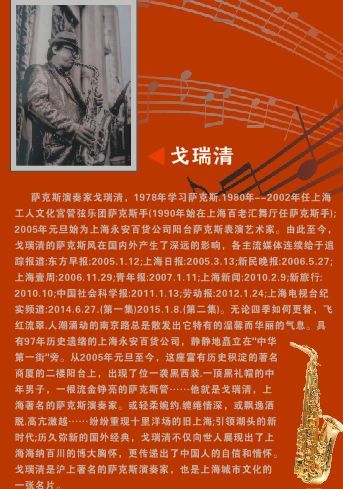 戈瑞清
萨克斯演奏家戈瑞清，1978年学习萨克斯.1980年--2002年任上海
工人文化宫管弦乐团萨克斯手(1990年始在上海百老汇舞厅任萨克斯手);
2005年元旦始为上海永安百货公司阳台萨克斯表演艺术家。由此至今，
戈瑞清的萨克斯风在国内外产生了深远的影响，各主流媒体连续给于追
踪报道:东方早报:2005.1.12;上海日报:2005.3.13;新民晚报:2006.5.27;
上海壹周:2006.11.29;青年报:2007.1.11;上海新闻:2010.2.9;新旅行:
2010.10;中国社会科学报:2011.1.13;劳动报:2012.1.24;上海电视台纪
实频道:2014.6.27.(第一集)2015.1.8.(第二集)。无论四季如何更替，飞
红流翠.人潮涌动的南京路总是散发出它特有的温馨而华丽的气息。具
有97年历史遗绪的上海永安百货公司，静静地矗立在"中华
第一街"旁。从2005年元旦至今，这座富有历史积淀的著名
商厦的二楼阳台上，出现了位一袭黑西装.一顶黑礼帽的中
年男子，一根流金铮亮的萨克斯管……他就是戈瑞清，上
海著名的萨克斯演奏家。或轻柔婉约.缠绻情深，或飘逸洒
脱.高亢激越……纷纷重现十里洋场的旧上海;引领潮头的新
时代;历久弥新的国外经典，戈瑞清不仅向世人展现出了上
海海纳百川的博大胸怀，更传递出了中国人的自信和情怀。
戈瑞清是沪上著名的萨克斯演奏家，也是上海城市文化的
一张名片。